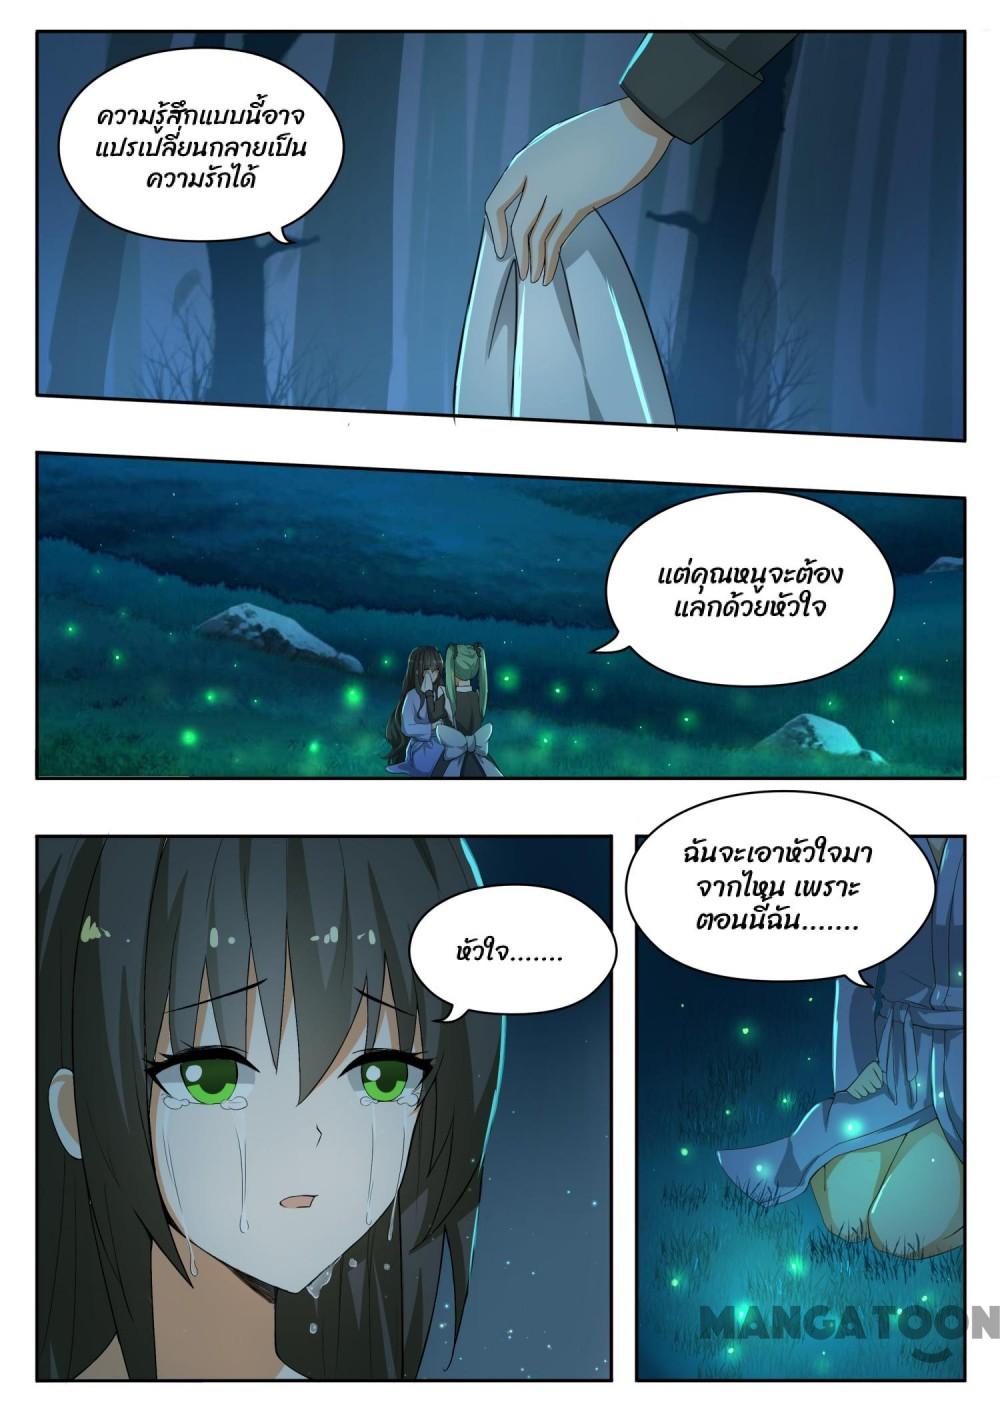 ความรู้สึกแบบนี้อาจ
แปรเปลี่ยนกลายเป็น
ความรักได้
แต่คุณหนูจะต้อง
แลกด้วยหัวใจ
หัวใจ.......
ฉันจะเอาหัวใจมา
จากไหน เพราะ
ตอนนี้ฉัน.......
MANGATOON